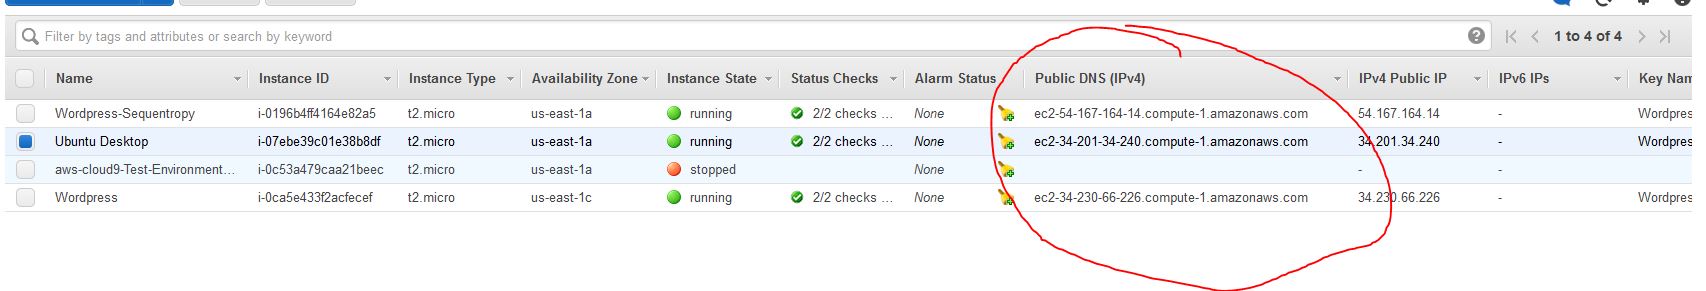 Filter by tags and attributes or search by keyword 1 to 4 of 4
Name Instance ID Instance Type Availability Zone Instance State Status Checks Alarm Status Public DNS (IPv4) IPv4 Public IP IPv6 IPs Key Nam
Wordpress-Sequentropy i-0196b4ff4164e82a5 t2.micro us-east-1a running 2/2 checks ... None ec2-54-167-164-14.compute-1.amazonaws.com 54.167.164.14 - Wordpres
Ubuntu Desktop i-07ebe39c01e38b8df t2.micro us-east-1a running 2/2 checks ... None ec2-34-201-34-240.compute-1.amazonaws.com 34.201.34.240 - Wordpres
aws-cloud9-Test-Environment... i-0c53a479caa21beec t2.micro us-east-1a stopped None - -
Wordpress i-0ca5e433f2acfecef t2.micro us-east-1c running 2/2 checks ... None ec2-34-230-66-226.compute-1.amazonaws.com 34.230.66.226 - Wordpres